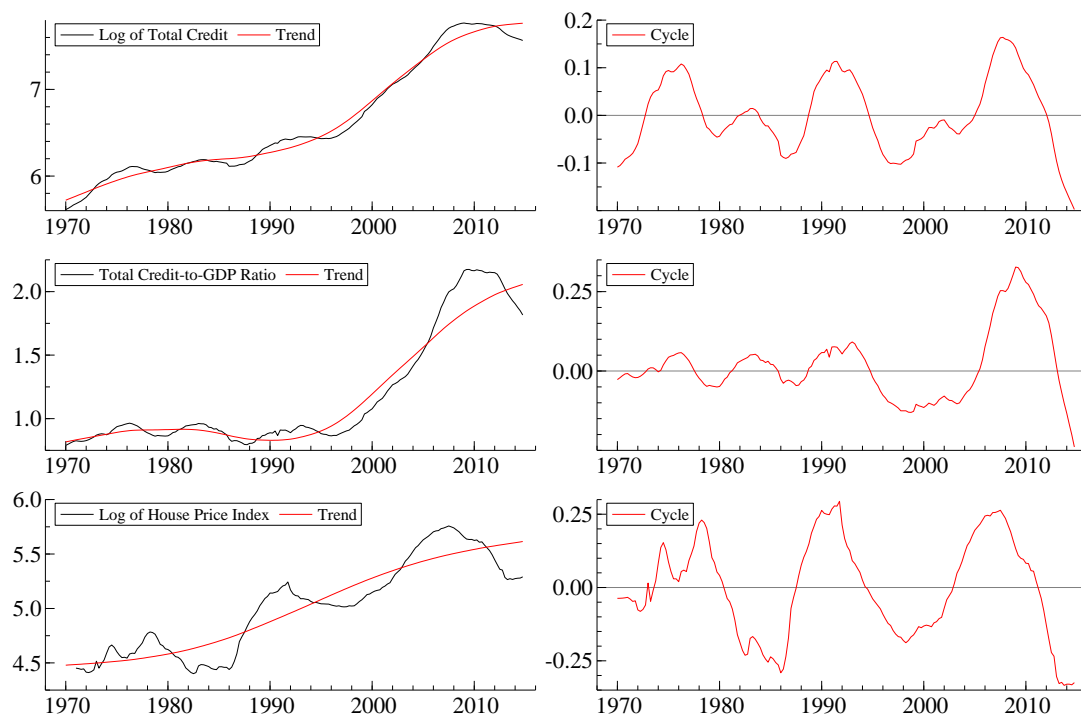 Log of Total Credit Trend
7
6
1970 1980 1990 2000 2010
Cycle
0.2
0.1
0.0
-0.1
1970 1980 1990 2000 2010
Total Credit-to-GDP Ratio Trend
2.0
1.5
1.0
1970 1980 1990 2000 2010
Cycle
0.25
0.00
1970 1980 1990 2000 2010
Log of House Price Index Trend
6.0
5.5
5.0
4.5
1970 1980 1990 2000 2010
Cycle
0.25
0.00
-0.25
1970 1980 1990 2000 2010